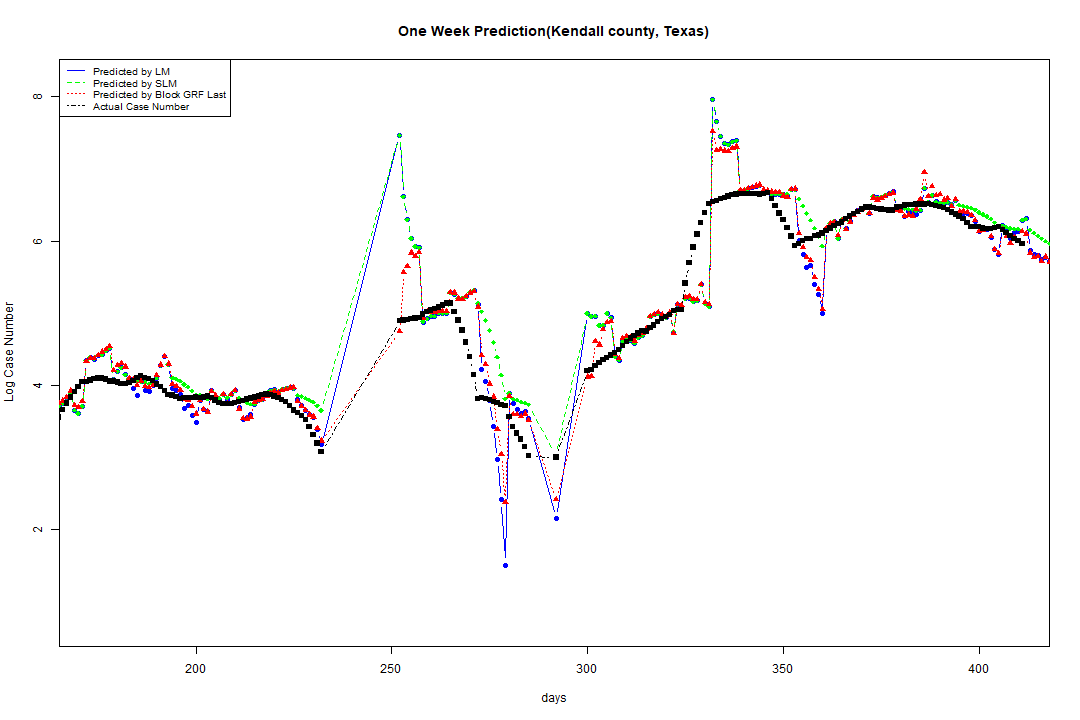 One Week Prediction(Kendall county, Texas)
Predicted by LM
Predicted by SLM
Predicted by Block GRF Last
Actual Case Number
8
6
4
2
Log Case Number
200 250 300 350 400
days